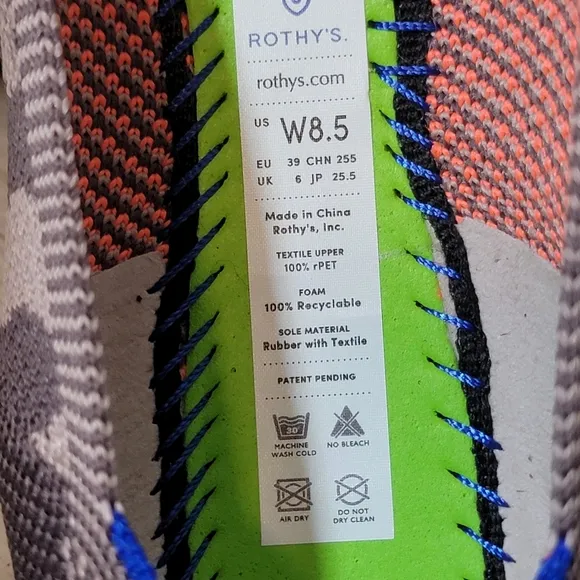 ROTHY'S.
rothys.com
US W8.5
EU 39 CHN 255
UK 6 JP 25.5
Made in China
Rothy's, Inc.
TEXTILE UPPER
100% rPET
FOAM
100% Recyclable
SOLE MATERIAL
Rubber with Textile
PATENT PENDING
30°
MACHINE
WASH COLD
NO BLEACH
AIR DRY
DO NOT
DRY CLEAN